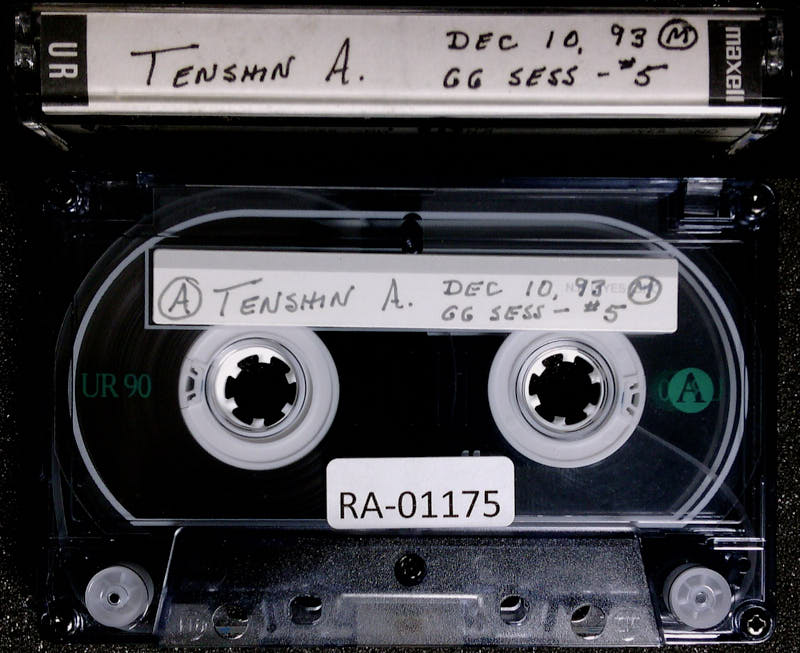 UR
TENSHIN A.
DEC 10, 93 M
GG SESS - #5
maxell
A TENSHIN A.
DEC 10, 93 M
GG SESS - #5
UR 90
A
RA-01175